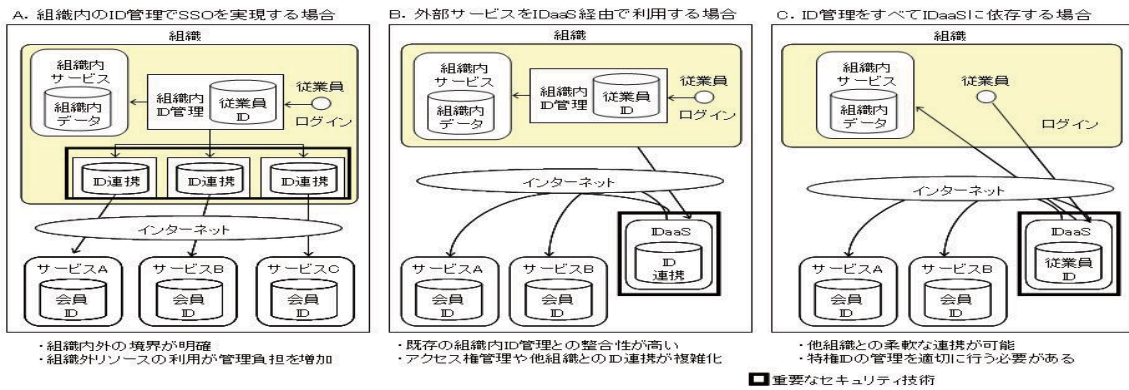 A. 組織内のID管理でSSOを実現する場合
組織
組織内
サービス
組織内
データ
組織内
ID管理
従業員
ID
従業員
ログイン
ID連携
ID連携
ID連携
インターネット
サービスA
会員
ID
サービスB
会員
ID
サービスC
会員
ID
・組織内外の境界が明確
・組織外リソースの利用が管理負担を増加
B. 外部サービスをIDaaS経由で利用する場合
組織
組織内
サービス
組織内
データ
組織内
ID管理
従業員
ID
従業員
ログイン
インターネット
サービスA
会員
ID
サービスB
会員
ID
IDaaS
ID
連携
・既存の組織内ID管理との整合性が高い
・アクセス権管理や他組織とのID連携が複雑化
C. ID管理をすべてIDaaSに依存する場合
組織
組織内
サービス
組織内
データ
従業員
ログイン
インターネット
サービスA
会員
ID
サービスB
会員
ID
IDaaS
従業員
ID
・他組織との柔軟な連携が可能
・特権IDの管理を適切に行う必要がある
重要なセキュリティ技術